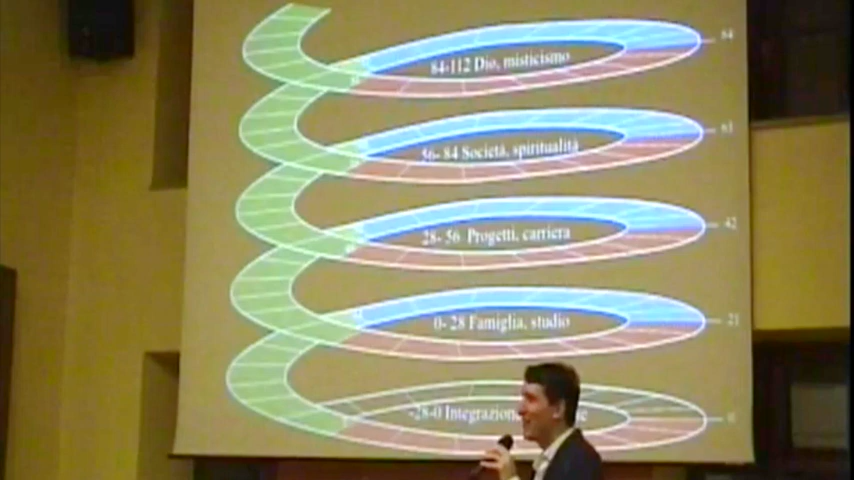 84
84-112 Dio, misticismo
63
56- 84 Società, spiritualità
42
28- 56 Progetti, carriera
21
0- 28 Famiglia, studio
0
-28-0 Integrazione